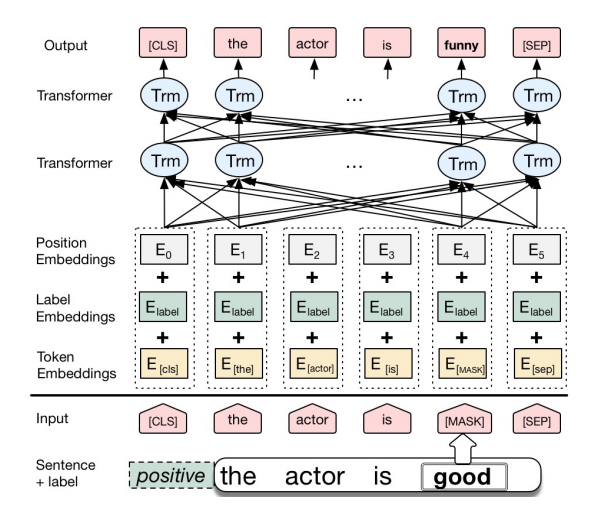 Output [CLS] the actor is funny [SEP]
Transformer Trm Trm ... Trm Trm
Transformer Trm Trm ... Trm Trm
Position
Embeddings
E0 E1 E2 E3 E4 E5
+ + + + + +
Label
Embeddings
Elabel Elabel Elabel Elabel Elabel Elabel
+ + + + + +
Token
Embeddings
E[cls] E[the] E[actor] E[is] E[MASK] E[sep]
Input [CLS] the actor is [MASK] [SEP]
Sentence
+ label
positive the actor is good